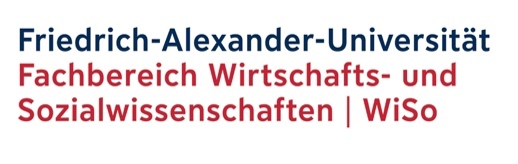 Friedrich-Alexander-Universität
Fachbereich Wirtschafts- und
Sozialwissenschaften | WiSo